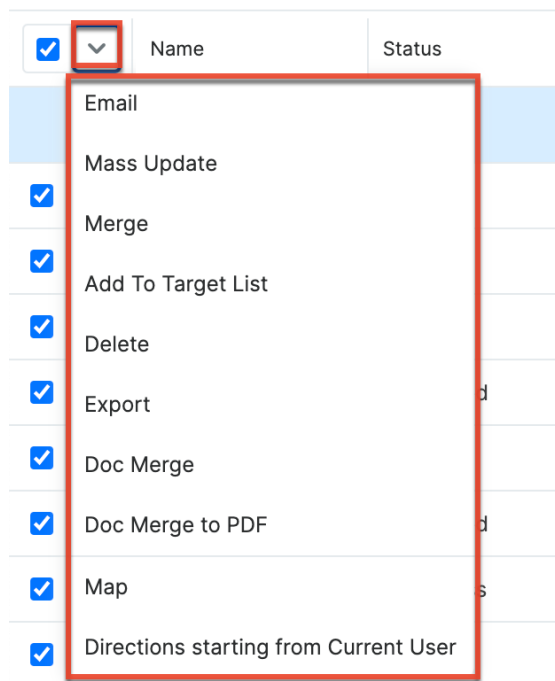 Name Status
Email
Mass Update
Merge
Add To Target List
Delete
Export
Doc Merge
Doc Merge to PDF
Map
Directions starting from Current User